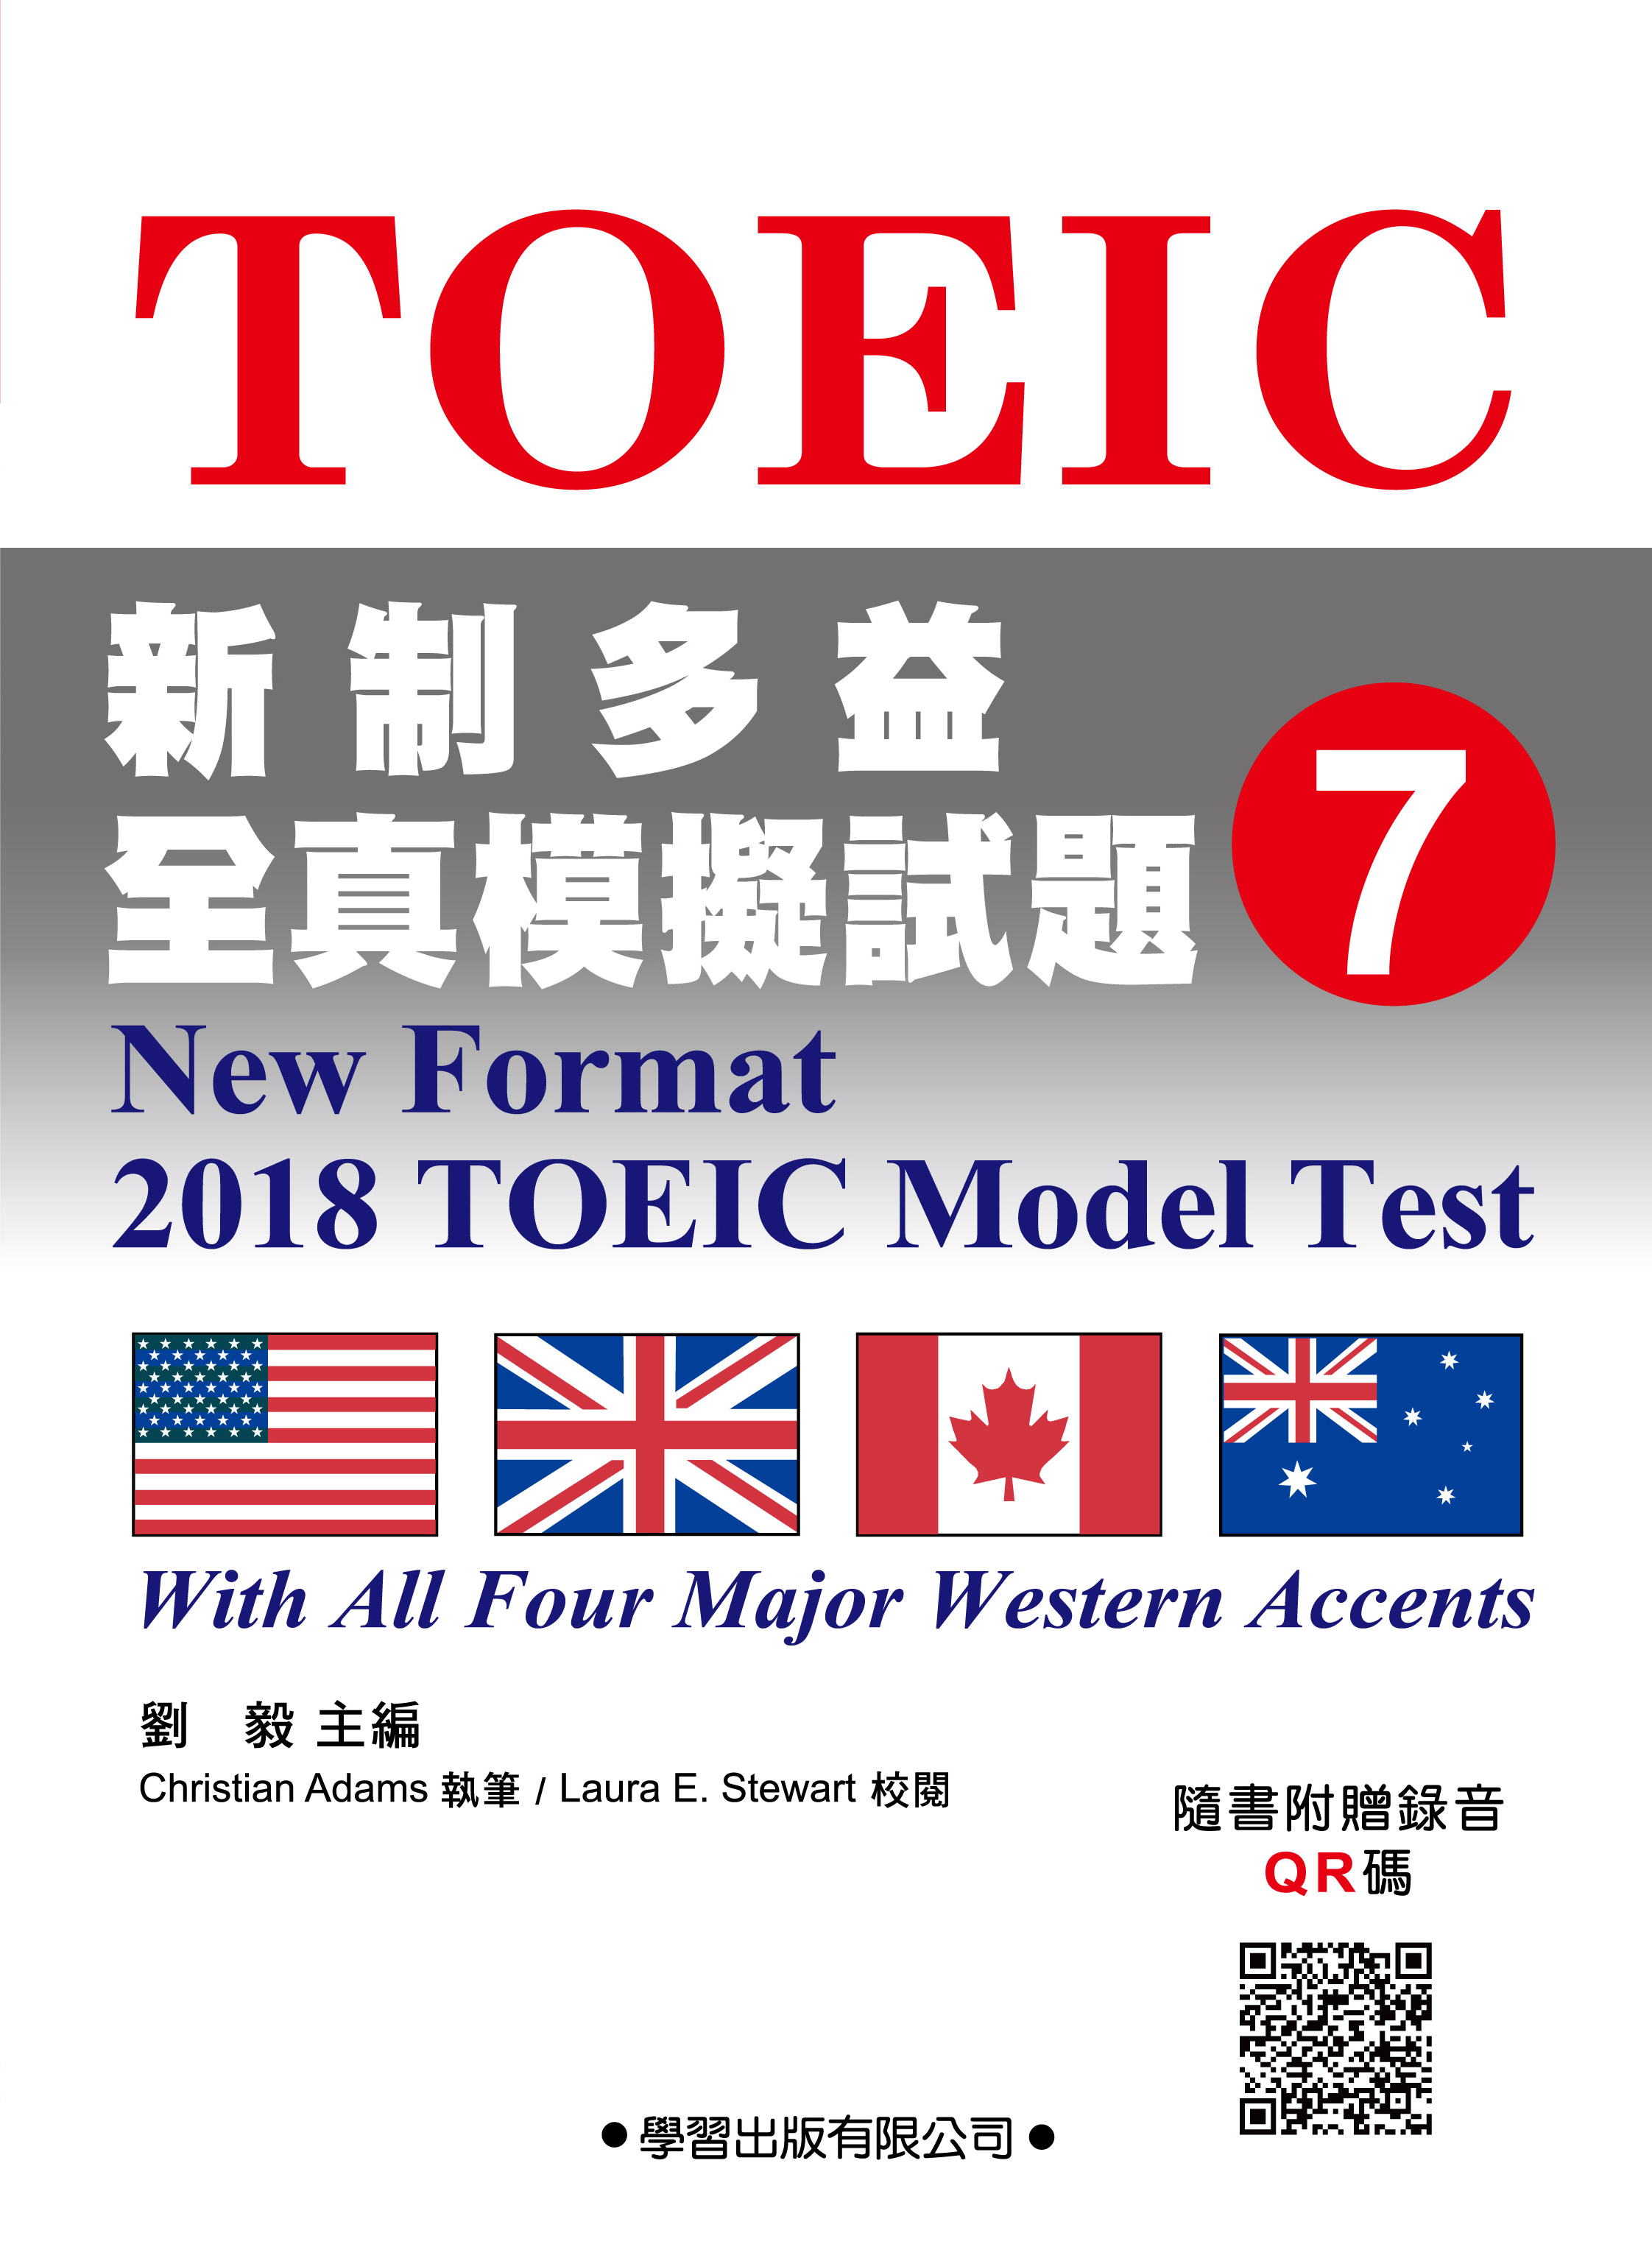 TOEIC
新制多益
全真模擬試題 7
New Format
2018 TOEIC Model Test
With All Four Major Western Accents
劉 毅 主編
Christian Adams 執筆 / Laura E. Stewart 校閱
隨書附贈錄音
QR碼
●學習出版有限公司●